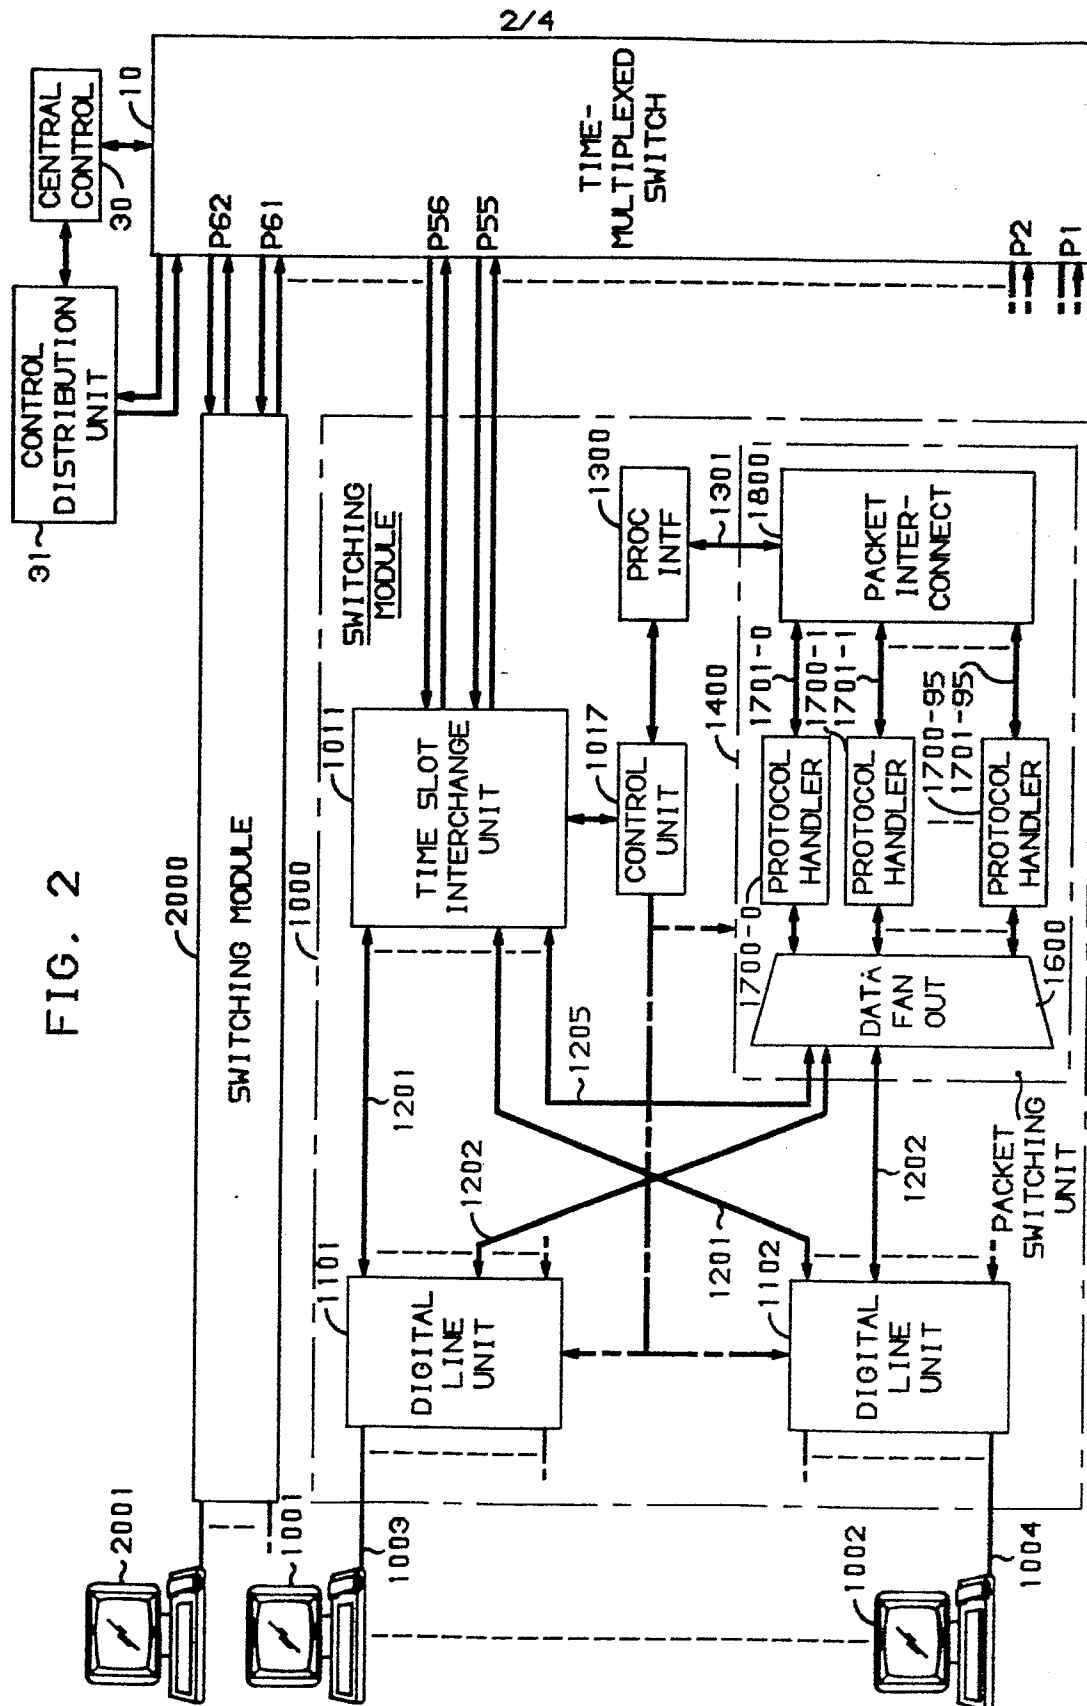 2/4
FIG. 2
31
CONTROL
DISTRIBUTION
UNIT
CENTRAL
CONTROL
30
10
TIME-
MULTIPLEXED
SWITCH
P62
P61
P56
P55
P2
P1
2001
2000
SWITCHING MODULE
1000
SWITCHING
MODULE
1001
1003
1101
DIGITAL
LINE
UNIT
1201
1202
1205
1011
TIME SLOT
INTERCHANGE
UNIT
1017
CONTROL
UNIT
1300
PROC
INTF
1301
1002
1004
1102
DIGITAL
LINE
UNIT
1201
1202
PACKET
SWITCHING
UNIT
1400
1600
DATA
FAN
OUT
1700-0
PROTOCOL
HANDLER
1701-0
1700-1
1701-1
PROTOCOL
HANDLER
1700-95
1701-95
PROTOCOL
HANDLER
1800
PACKET
INTER-
CONNECT